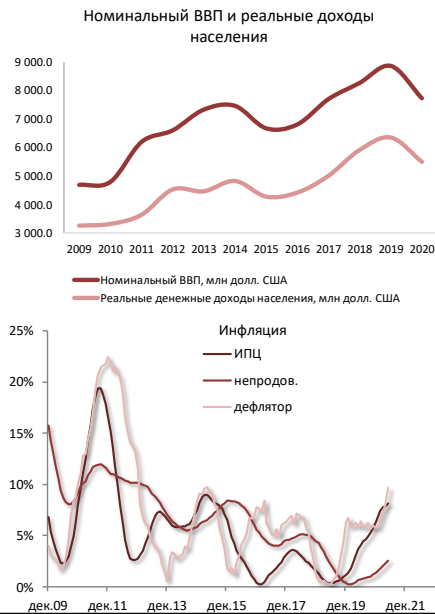 Номинальный ВВП и реальные доходы
населения
9 000.0
8 000.0
7 000.0
6 000.0
5 000.0
4 000.0
3 000.0
2009 2010 2011 2012 2013 2014 2015 2016 2017 2018 2019 2020
Номинальный ВВП, млн долл. США
Реальные денежные доходы населения, млн долл. США
Инфляция
ИПЦ
непродов.
дефлятор
25%
20%
15%
10%
5%
0%
дек.09 дек.11 дек.13 дек.15 дек.17 дек.19 дек.21